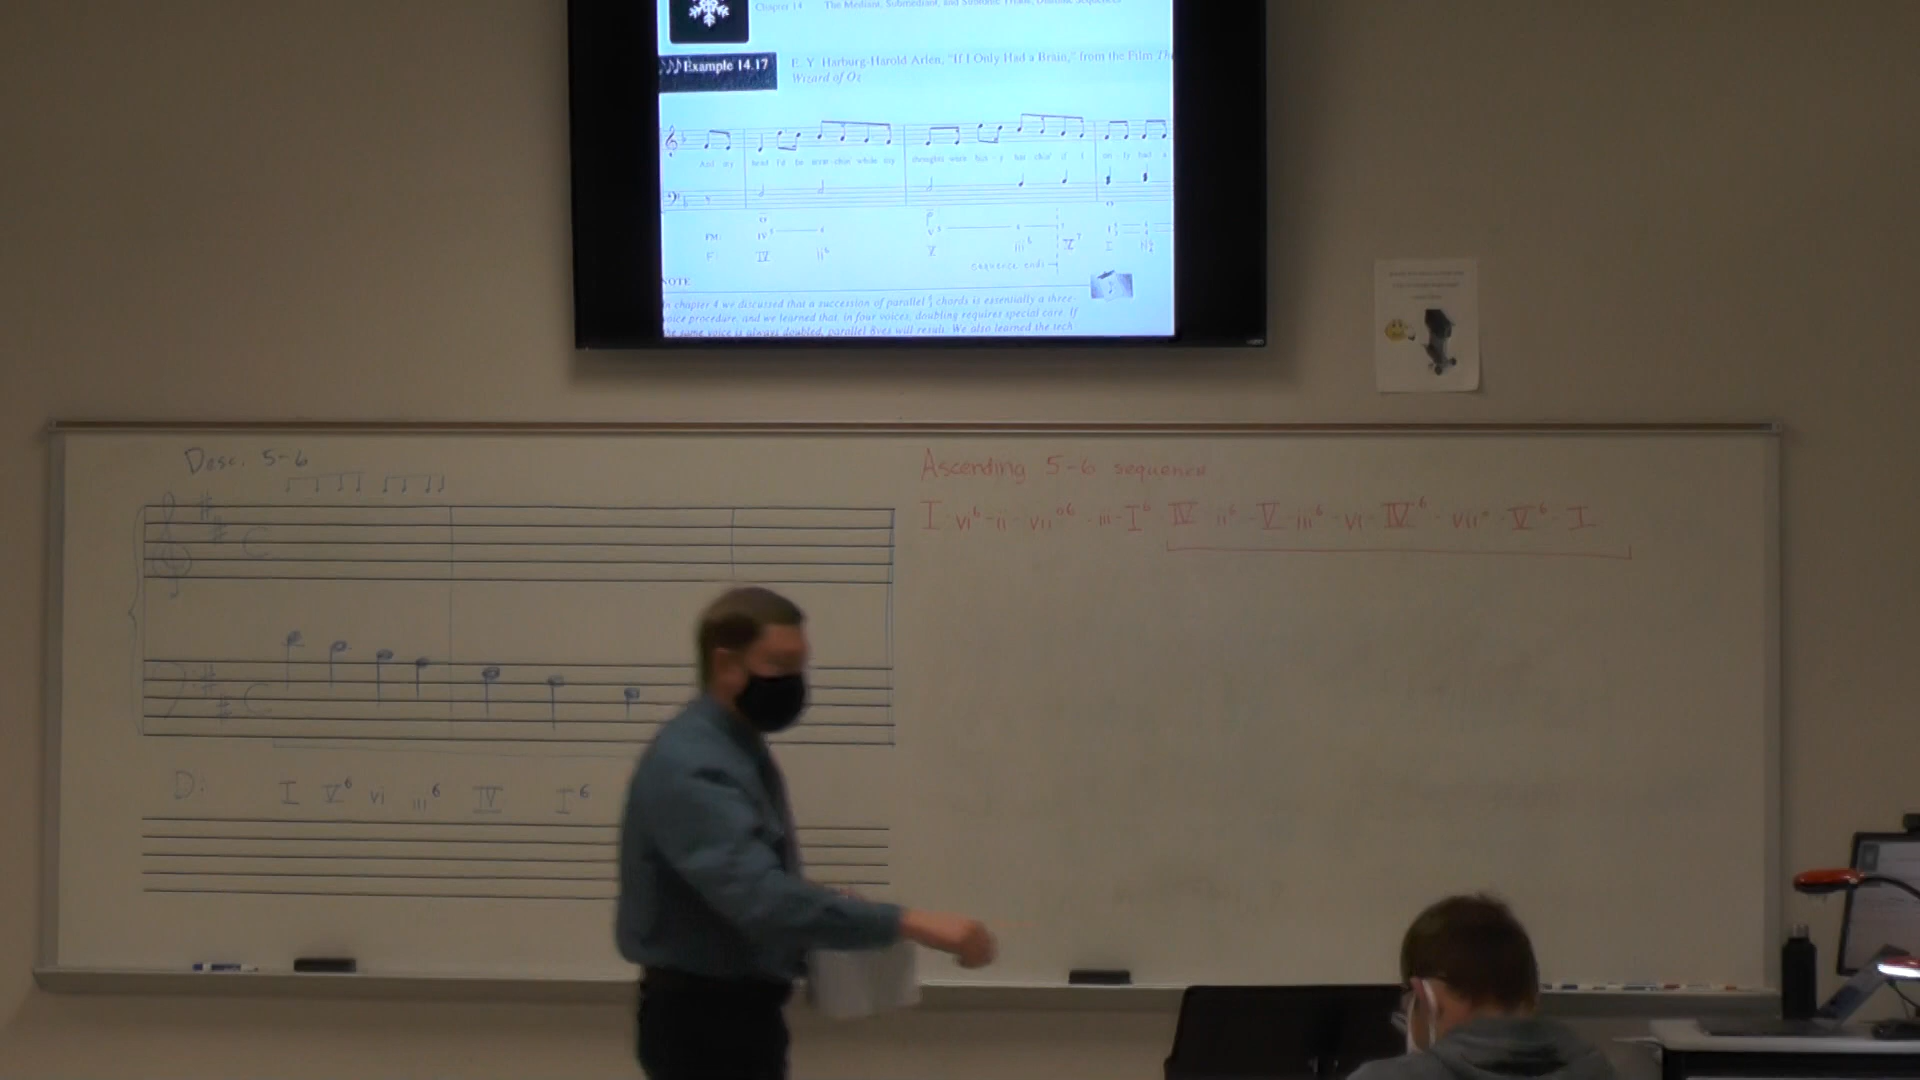 Chapter 14 The Mediant, Submediant, and Subtonic Triads; Diatonic Sequences
Example 14.17 E. Y. Harburg-Harold Arlen, "If I Only Had a Brain," from the Film The
Wizard of Oz
And my head I'd be scratchin' while my thoughts were busy hatchin' if I only had a
FM: IV 5 6 V 5 6 7
F: IV ii6 V iii6 V7 I
sequence ends
NOTE
In chapter 4 we discussed that a succession of parallel chords is essentially a three-
voice procedure, and we learned that, in four voices, doubling requires special care. If
the same voice is always doubled, parallel 8ves will result. We also learned the tech
Desc. 5-6
D: I V6 vi iii6 IV I6
Ascending 5-6 sequence
I vi6 - ii - vii°6 - iii - I6 IV - ii6 - V iii6 - vi - IV6 - vii° - V6 - I